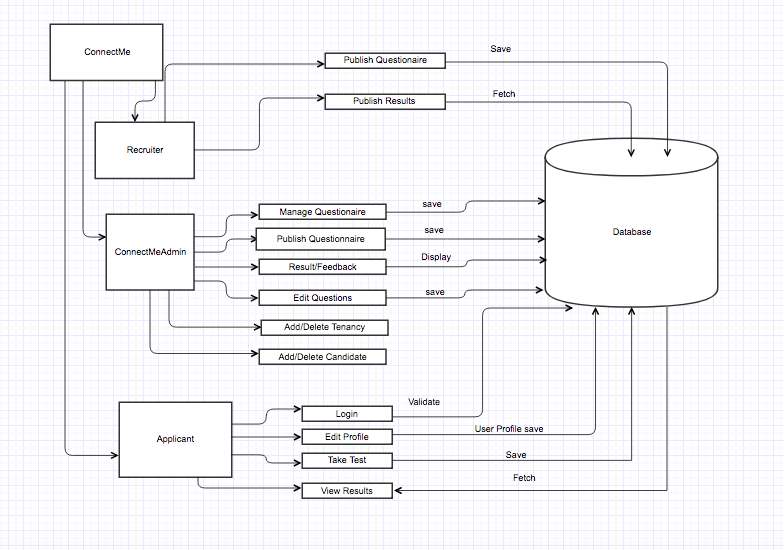 ConnectMe
Publish Questionaire
Save
Publish Results
Fetch
Recruiter
Manage Questionaire
save
Publish Questionnaire
save
Database
ConnectMeAdmin
Result/Feedback
Display
Edit Questions
save
Add/Delete Tenancy
Add/Delete Candidate
Applicant
Login
Validate
Edit Profile
User Profile save
Take Test
Save
View Results
Fetch